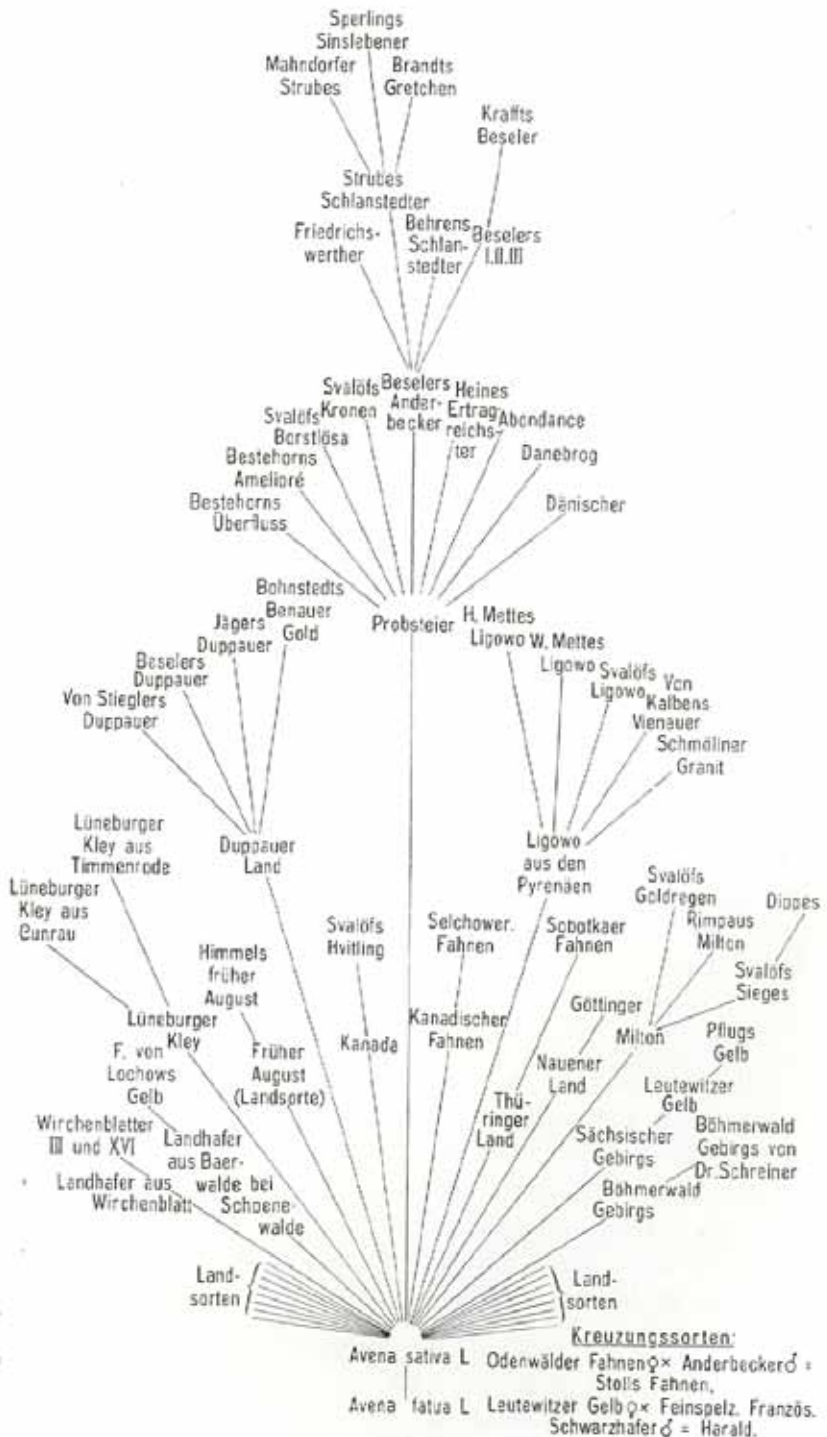 Sperlings
Sinslebener
Mahndorfer
Strubes
Brandts
Gretchen
Kraffts
Beseler
Strubes
Schlanstedter
Friedrichs-
werther
Behrens
Schlan-
stedter
Beselers
I.II.III
Svalöfs
Kronen
Beselers
Ander-
becker
Heines
Ertrag-
reichs-
ter
Abondance
Svalöfs
Borstlösa
Danebrog
Bestehorns
Amelioré
Bestehorns
Überfluss
Dänischer
Bohnstedts
Benauer
Gold
Jägers
Duppauer
Beselers
Duppauer
Von Stieglers
Duppauer
Probsteier
H. Mettes
Ligowo
W. Mettes
Ligowo
Svalöfs
Ligowo
Von
Kalbens
Vienauer
Schmöllner
Granit
Lüneburger
Kley aus
Timmenrode
Duppauer
Land
Ligowo
aus den
Pyrenäen
Lüneburger
Kley aus
Cunrau
Svalöfs
Goldregen
Rimpaus
Milton
Dippes
Svalöfs
Sieges
Himmels
früher
August
Svalöfs
Hvitling
Selchower.
Fahnen
Sobotkaer
Fahnen
Lüneburger
Kley
Früher
August
(Landsorte)
Kanada
Kanadischer
Fahnen
Göttinger
Nauener
Land
Milton
Pflugs
Gelb
F. von
Lochows
Gelb
Thü-
ringer
Land
Leutewitzer
Gelb
Sächsischer
Gebirgs
Böhmerwald
Gebirgs von
Dr. Schreiner
Wirchenblatter
III und XVI
Landhafer
aus Baer-
walde bei
Schoene-
walde
Landhafer aus
Wirchenblatt
Böhmerwald
Gebirgs
Land-
sorten
Land-
sorten
Avena sativa L
Avena fatua L
Kreuzungssorten:
Odenwälder Fahnen♀× Anderbecker♂ =
Stolls Fahnen.
Leutewitzer Gelb♀× Feinspelz. Französ.
Schwarzhafer♂ = Harald.